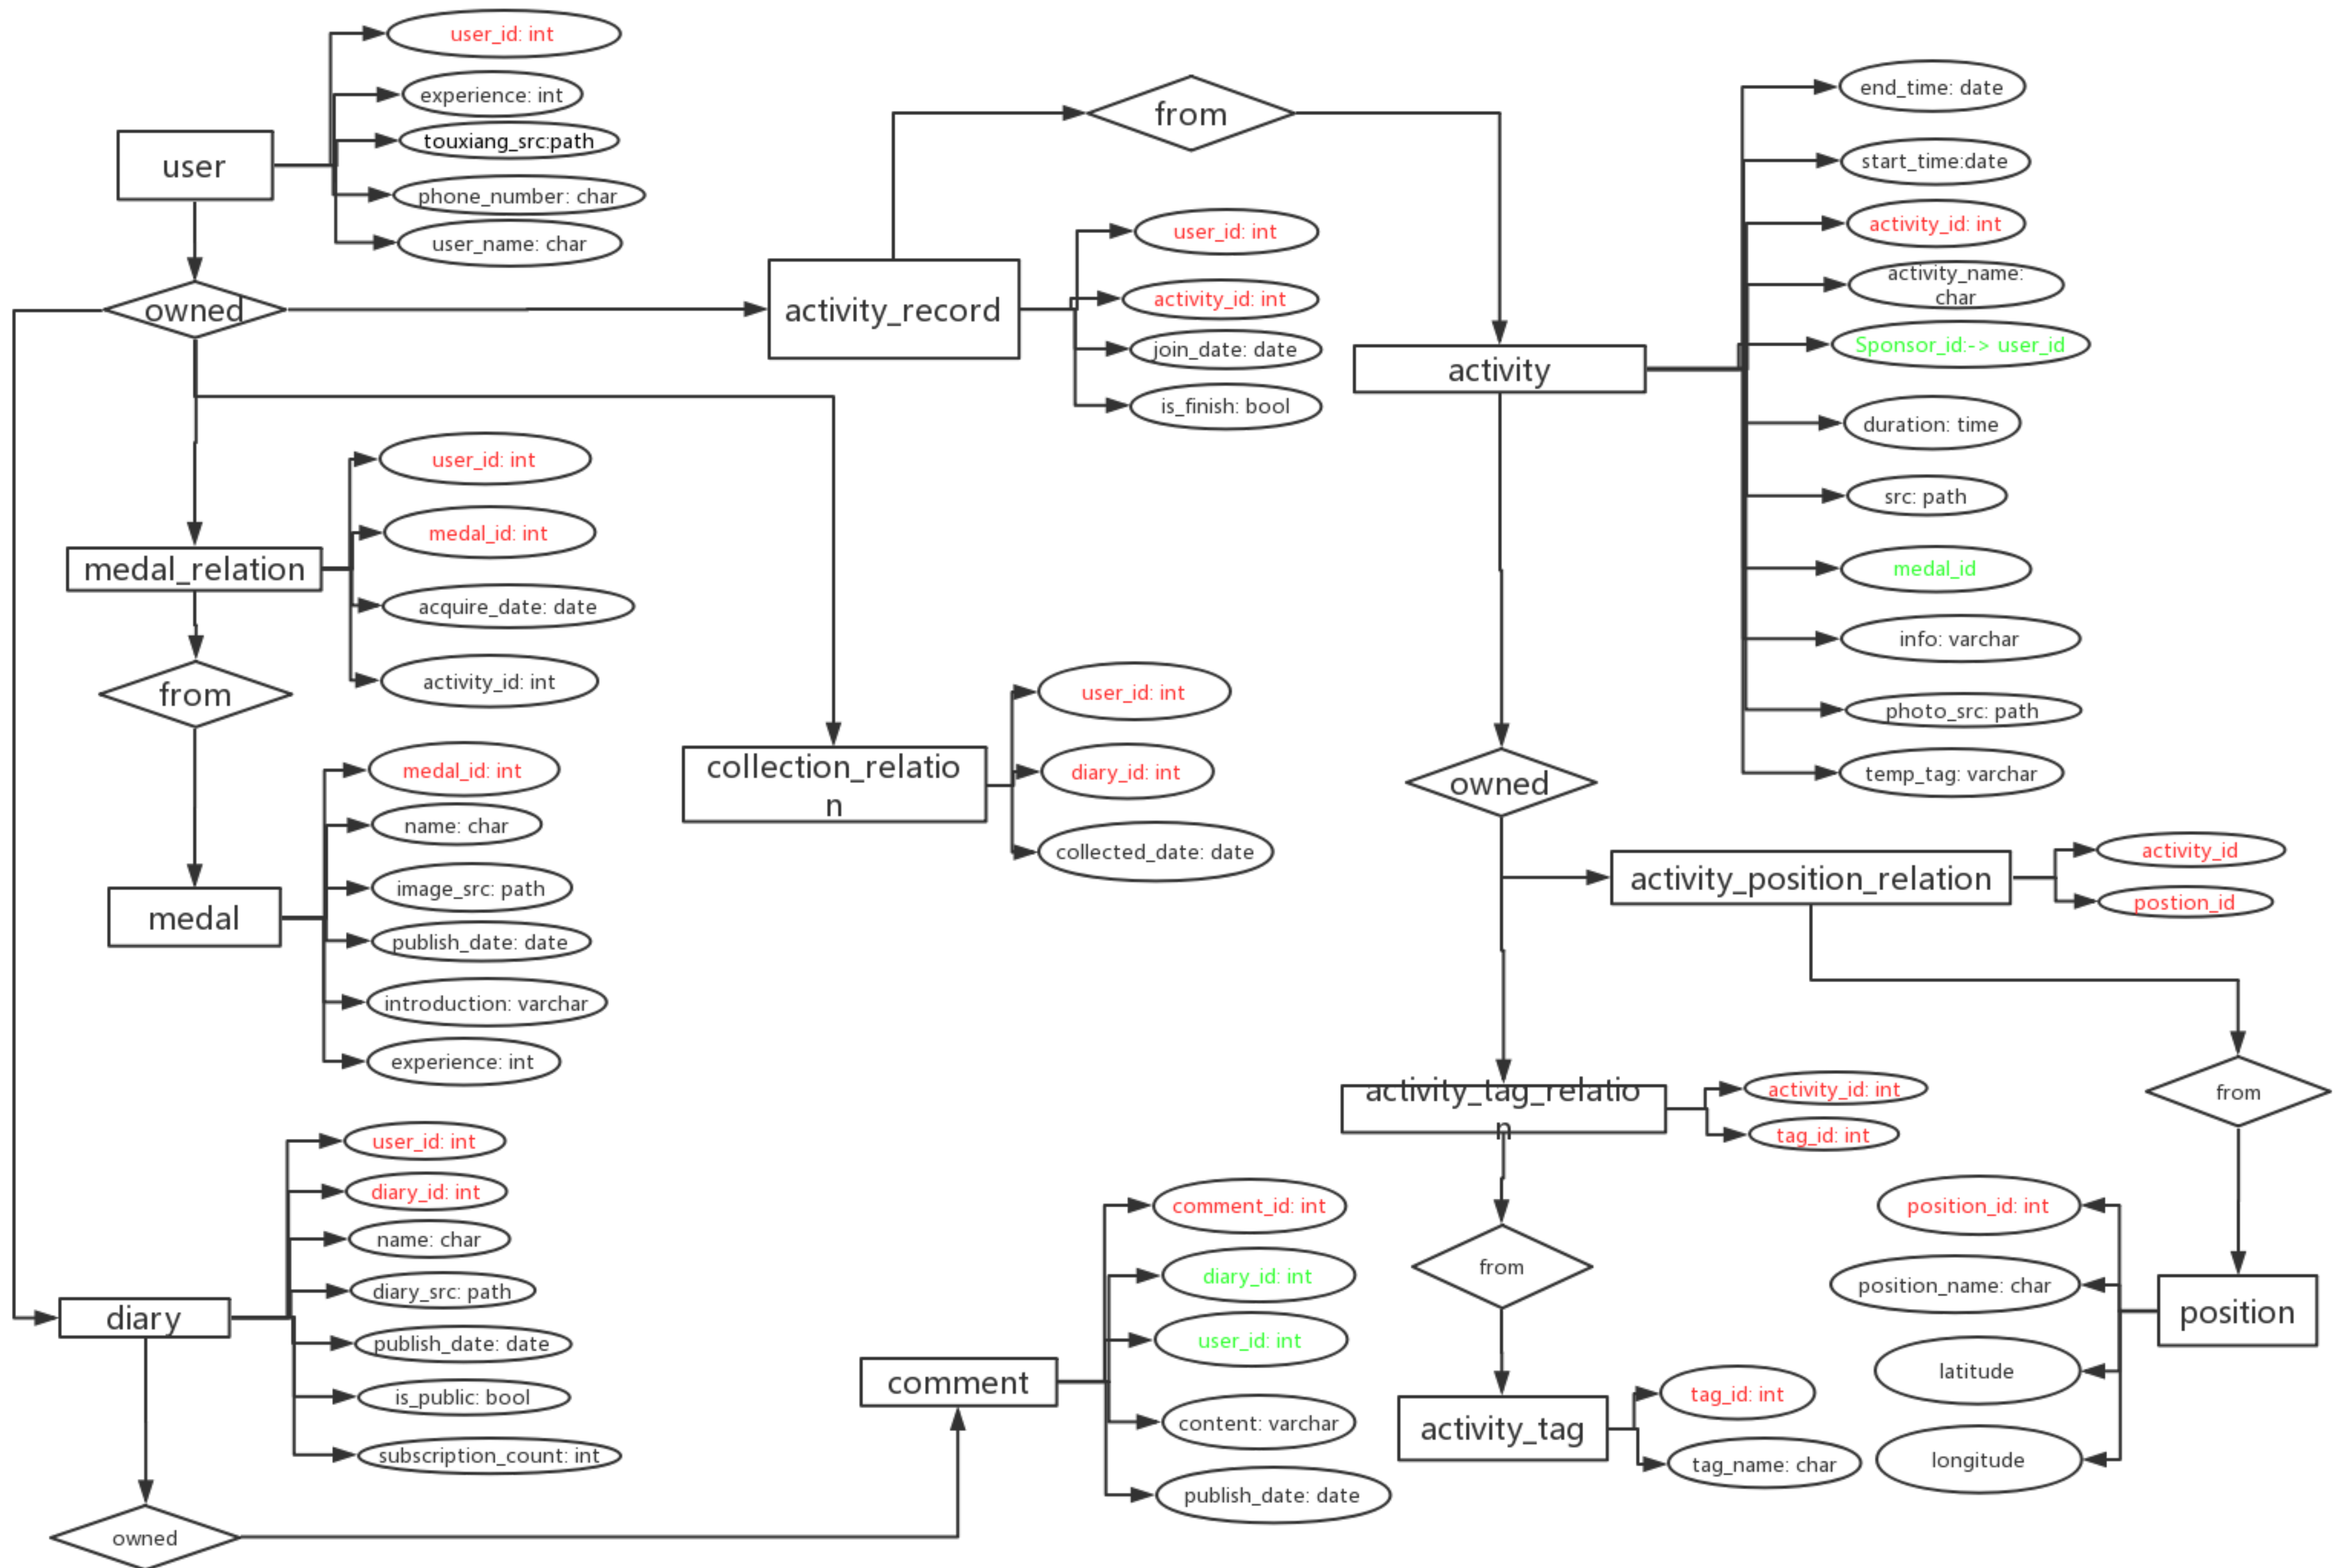 user
user_id: int
experience: int
touxiang_src:path
phone_number: char
user_name: char
owned
activity_record
user_id: int
activity_id: int
join_date: date
is_finish: bool
from
activity
end_time: date
start_time:date
activity_id: int
activity_name:
char
Sponsor_id:-> user_id
duration: time
src: path
medal_id
info: varchar
photo_src: path
temp_tag: varchar
medal_relation
user_id: int
medal_id: int
acquire_date: date
activity_id: int
from
medal
medal_id: int
name: char
image_src: path
publish_date: date
introduction: varchar
experience: int
collection_relatio
n
user_id: int
diary_id: int
collected_date: date
owned
activity_position_relation
activity_id
postion_id
activity_tag_relatio
n
activity_id: int
tag_id: int
from
from
activity_tag
tag_id: int
tag_name: char
position
position_id: int
position_name: char
latitude
longitude
diary
user_id: int
diary_id: int
name: char
diary_src: path
publish_date: date
is_public: bool
subscription_count: int
owned
comment
comment_id: int
diary_id: int
user_id: int
content: varchar
publish_date: date